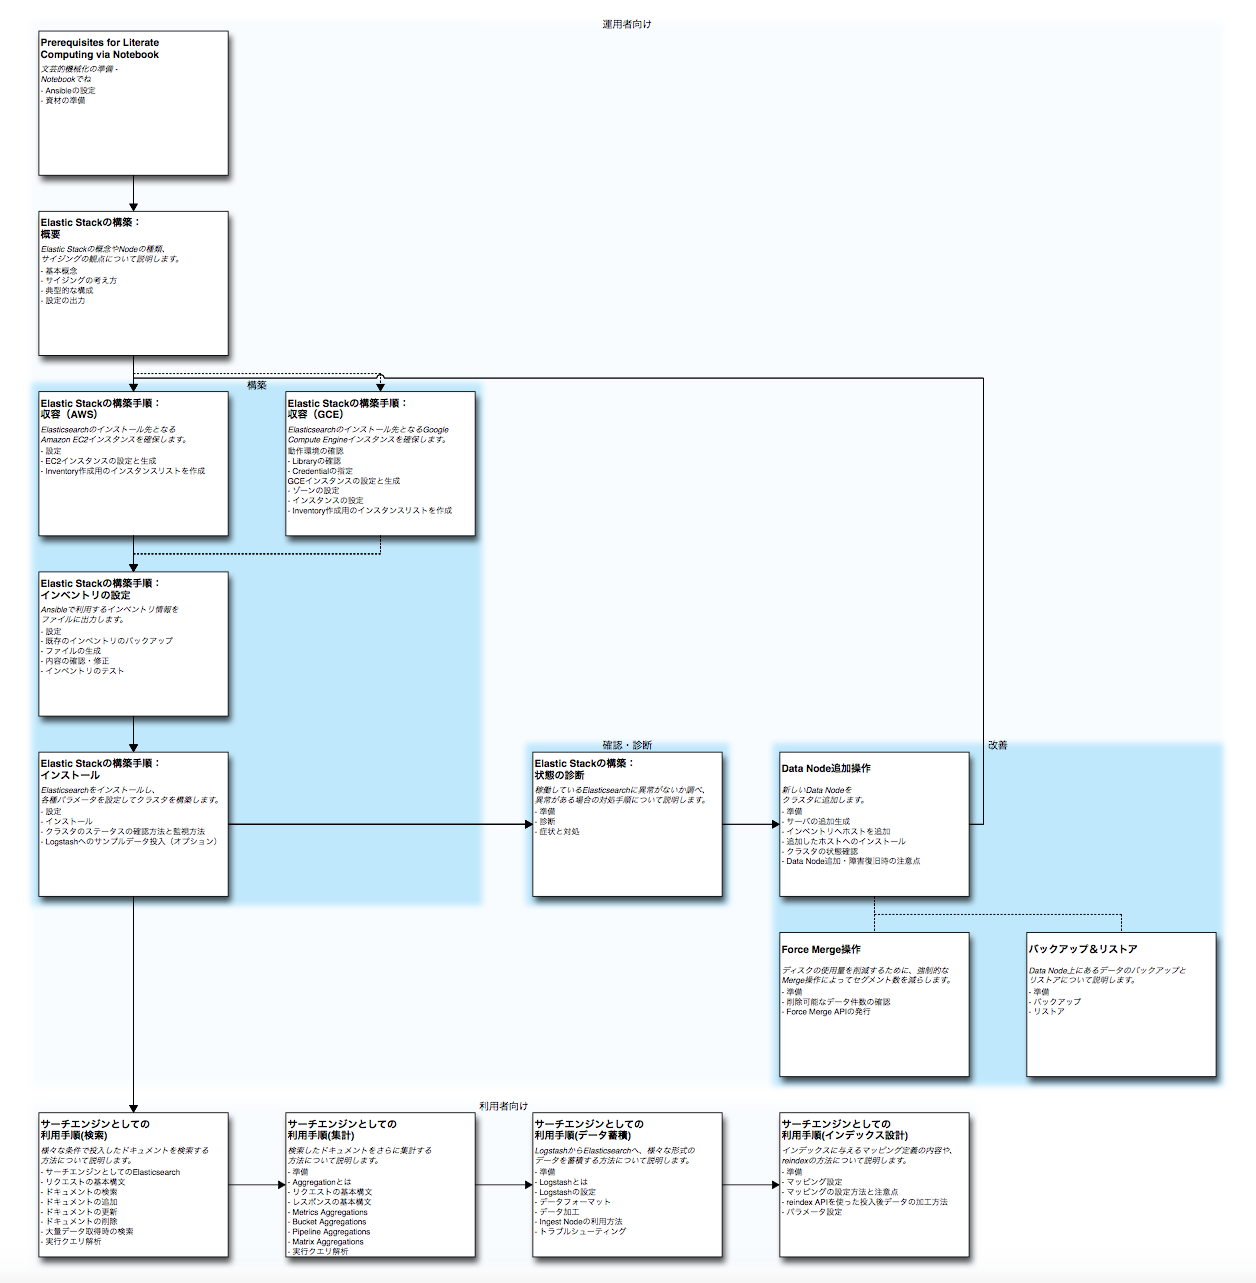 運用者向け
Prerequisites for Literate
Computing via Notebook
文芸的機械化の準備 -
Notebookでね
- Ansibleの設定
- 資材の準備
Elastic Stackの構築：
概要
Elastic Stackの概念やNodeの種類、
サイジングの観点について説明します。
- 基本概念
- サイジングの考え方
- 典型的な構成
- 設定の出力
構築
Elastic Stackの構築手順：
収容（AWS）
Elasticsearchのインストール先となる
Amazon EC2インスタンスを確保します。
- 設定
- EC2インスタンスの設定と生成
- Inventory作成用のインスタンスリストを作成
Elastic Stackの構築手順：
収容（GCE）
Elasticsearchのインストール先となるGoogle
Compute Engineインスタンスを確保します。
動作環境の確認
- Libraryの確認
- Credentialの指定
GCEインスタンスの設定と生成
- ゾーンの設定
- インスタンスの設定
- Inventory作成用のインスタンスリストを作成
Elastic Stackの構築手順：
インベントリの設定
Ansibleで利用するインベントリ情報を
ファイルに出力します。
- 設定
- 既存のインベントリのバックアップ
- ファイルの生成
- 内容の確認・修正
- インベントリのテスト
Elastic Stackの構築手順：
インストール
Elasticsearchをインストールし、
各種パラメータを設定してクラスタを構築します。
- 設定
- インストール
- クラスタのステータスの確認方法と監視方法
- Logstashへのサンプルデータ投入（オプション）
確認・診断
Elastic Stackの構築：
状態の診断
稼働しているElasticsearchに異常がないか調べ、
異常がある場合の対処手順について説明します。
- 準備
- 診断
- 症状と対処
改善
Data Node追加操作
新しいData Nodeを
クラスタに追加します。
- 準備
- サーバの追加生成
- インベントリへホストを追加
- 追加したホストへのインストール
- クラスタの状態確認
- Data Node追加・障害復旧時の注意点
Force Merge操作
ディスクの使用量を削減するために、強制的な
Merge操作によってセグメント数を減らします。
- 準備
- 削除可能なデータ件数の確認
- Force Merge APIの発行
バックアップ＆リストア
Data Node上にあるデータのバックアップと
リストアについて説明します。
- 準備
- バックアップ
- リストア
利用者向け
サーチエンジンとしての
利用手順(検索)
様々な条件で投入したドキュメントを検索する
方法について説明します。
- サーチエンジンとしてのElasticsearch
- リクエストの基本構文
- ドキュメントの検索
- ドキュメントの追加
- ドキュメントの更新
- ドキュメントの削除
- 大量データ取得時の検索
- 実行クエリ解析
サーチエンジンとしての
利用手順(集計)
検索したドキュメントをさらに集計する
方法について説明します。
- 準備
- Aggregationとは
- リクエストの基本構文
- レスポンスの基本構文
- Metrics Aggregations
- Bucket Aggregations
- Pipeline Aggregations
- Matrix Aggregations
- 実行クエリ解析
サーチエンジンとしての
利用手順(データ蓄積)
LogstashからElasticsearchへ、様々な形式の
データを蓄積する方法について説明します。
- 準備
- Logstashとは
- Logstashの設定
- データフォーマット
- データ加工
- Ingest Nodeの利用方法
- トラブルシューティング
サーチエンジンとしての
利用手順(インデックス設計)
インデックスに与えるマッピング定義の内容や、
reindexの方法について説明します。
- 準備
- マッピング設定
- マッピングの設定方法と注意点
- reindex APIを使った投入後データの加工方法
- パラメータ設定